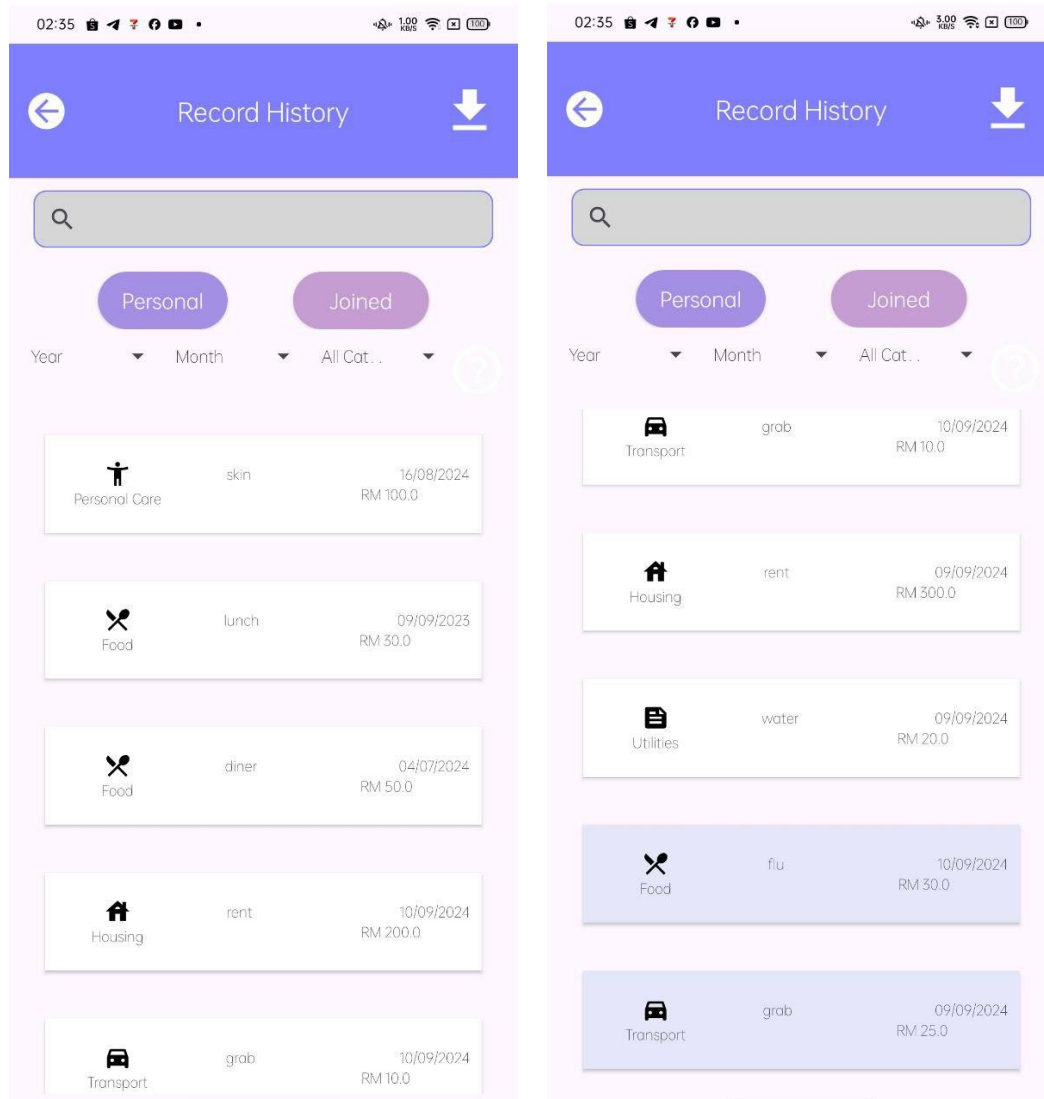 02:35
1.00 KB/S
100
Record History
Personal Joined
Year Month All Cat..
?
skin 16/08/2024
Personal Care RM 100.0
lunch 09/09/2023
Food RM 30.0
diner 04/07/2024
Food RM 50.0
rent 10/09/2024
Housing RM 200.0
grab 10/09/2024
Transport RM 10.0
02:35
3.00 KB/S
100
Record History
Personal Joined
Year Month All Cat..
?
grab 10/09/2024
Transport RM 10.0
rent 09/09/2024
Housing RM 300.0
water 09/09/2024
Utilities RM 20.0
flu 10/09/2024
Food RM 30.0
grab 09/09/2024
Transport RM 25.0